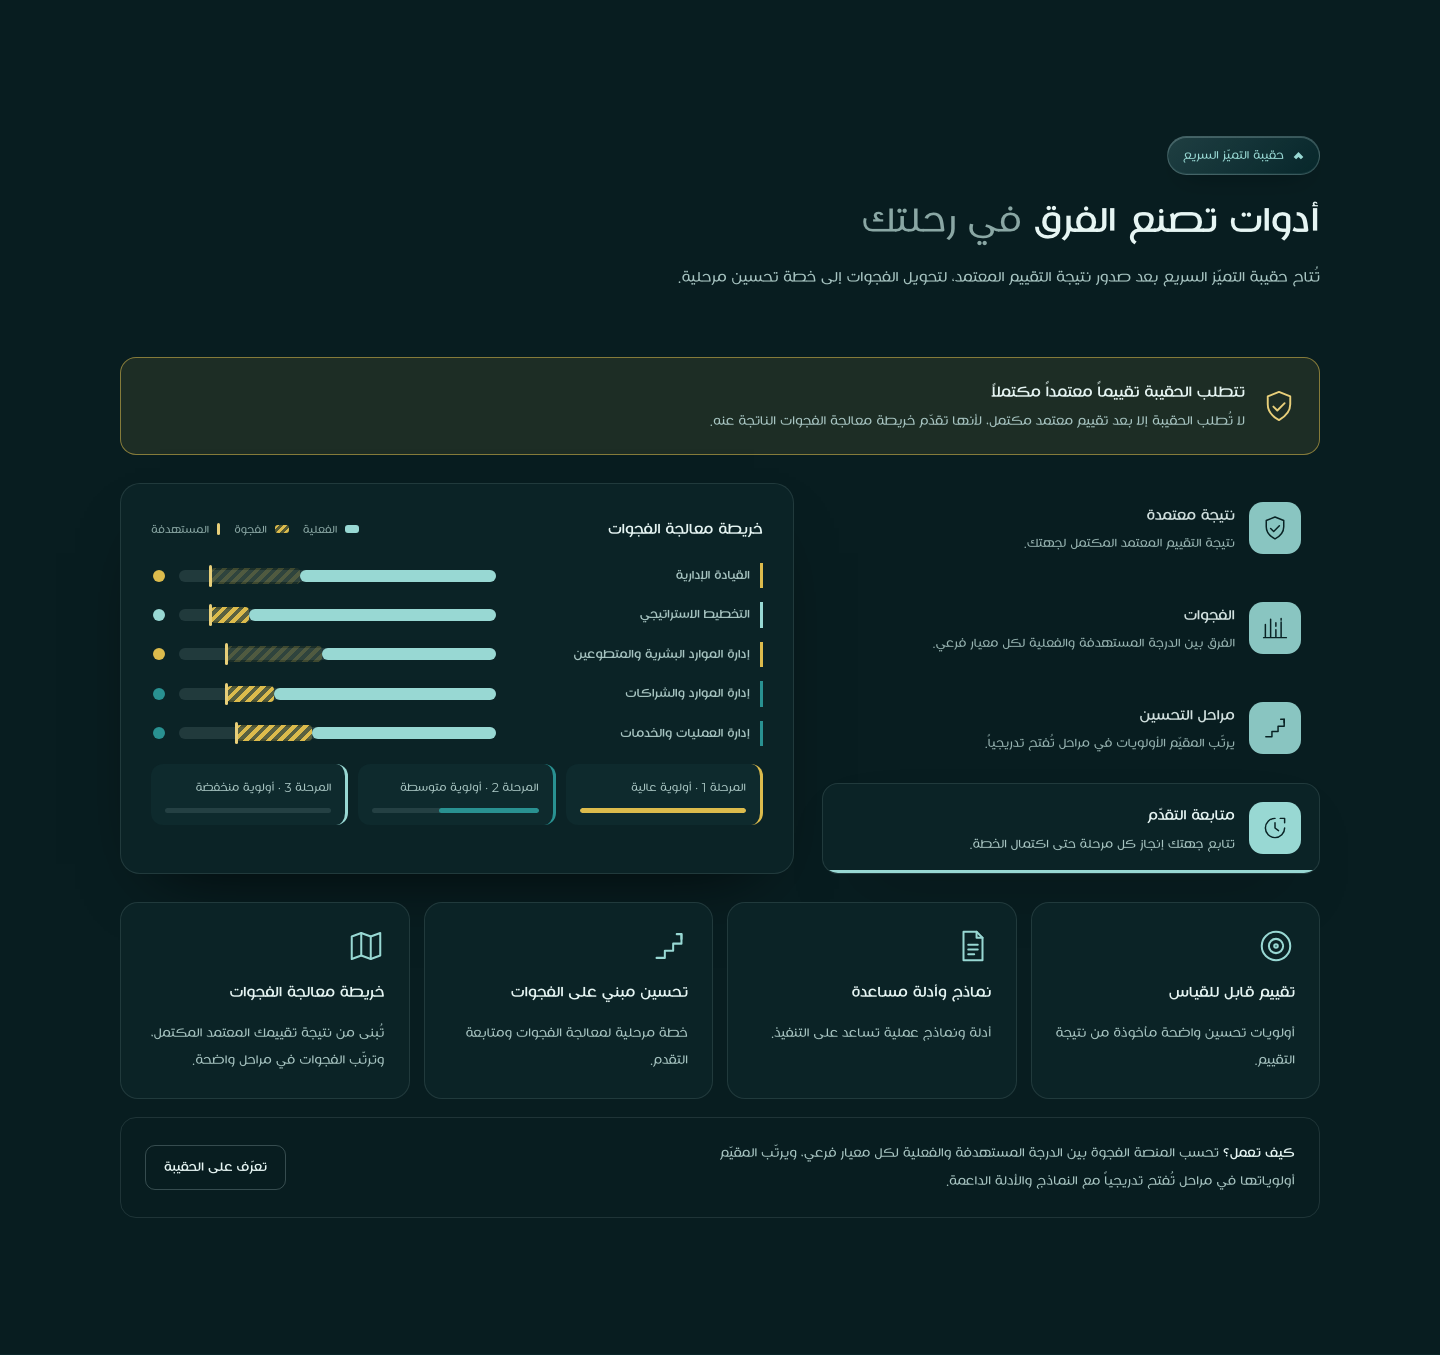 حقيبة التميّز السريع
أدوات تصنع الفرق في رحلتك
تُتاح حقيبة التميّز السريع بعد صدور نتيجة التقييم المعتمد، لتحويل الفجوات إلى خطة تحسين مرحلية.
تتطلب الحقيبة تقييماً معتمداً مكتملاً
لا تُطلب الحقيبة إلا بعد تقييم معتمد مكتمل، لأنها تقدّم خريطة معالجة الفجوات الناتجة عنه.
نتيجة معتمدة
نتيجة التقييم المعتمد المكتمل لجهتك.
الفجوات
الفرق بين الدرجة المستهدفة والفعلية لكل معيار فرعي.
مراحل التحسين
يرتّب المقيّم الأولويات في مراحل تُفتح تدريجياً.
متابعة التقدّم
تتابع جهتك إنجاز كل مرحلة حتى اكتمال الخطة.
خريطة معالجة الفجوات
الفعلية
الفجوة
المستهدفة
القيادة الإدارية
التخطيط الاستراتيجي
إدارة الموارد البشرية والمتطوعين
إدارة الموارد والشراكات
إدارة العمليات والخدمات
المرحلة 1 · أولوية عالية
المرحلة 2 · أولوية متوسطة
المرحلة 3 · أولوية منخفضة
تقييم قابل للقياس
أولويات تحسين واضحة مأخوذة من نتيجة
التقييم.
نماذج وأدلة مساعدة
أدلة ونماذج عملية تساعد على التنفيذ.
تحسين مبني على الفجوات
خطة مرحلية لمعالجة الفجوات ومتابعة
التقدم.
خريطة معالجة الفجوات
تُبنى من نتيجة تقييمك المعتمد المكتمل،
وترتّب الفجوات في مراحل واضحة.
كيف تعمل؟ تحسب المنصة الفجوة بين الدرجة المستهدفة والفعلية لكل معيار فرعي، ويرتّب المقيّم
أولوياتها في مراحل تُفتح تدريجياً مع النماذج والأدلة الداعمة.
تعرّف على الحقيبة